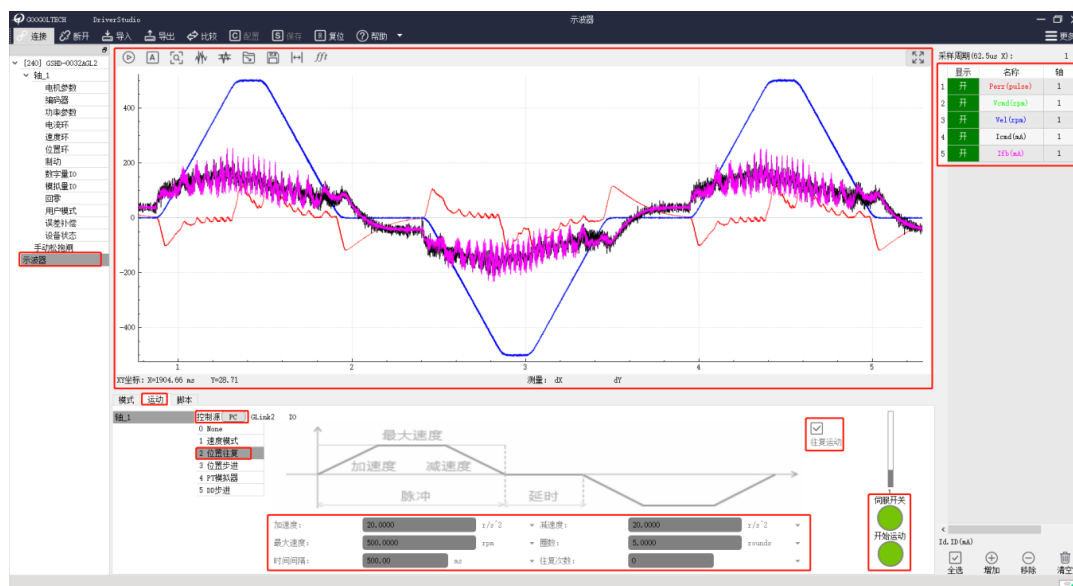 GOOGOLTECH DriverStudio 示波器
连接 断开 导入 导出 比较 配置 保存 复位 帮助 更多
[240] GSHD-0032AGL2
轴_1
电机参数
编码器
功率参数
电流环
速度环
位置环
制动
数字量IO
模拟量IO
回零
用户模式
误差补偿
设备状态
手动松抱闸
示波器
fft
400
200
0
-200
-400
1 2 3 4 5
XY坐标: X=1904.66 ms Y=28.71 测量: dX dY
采样周期(62.5us X): 1
显示 名称 轴
1 开 Perr(pulse) 1
2 开 Vcmd(rpm) 1
3 开 Vel(rpm) 1
4 开 Icmd(mA) 1
5 开 Ifb(mA) 1
模式 运动 脚本
轴_1
控制源 PC GLink2 IO
0 None
1 速度模式
2 位置往复
3 位置步进
4 PT模拟器
5 DD步进
最大速度
加速度 减速度
脉冲 延时
往复运动
加速度: 20.0000 r/s^2 减速度: 20.0000 r/s^2
最大速度: 500.0000 rpm 圈数: 5.0000 rounds
时间间隔: 500.00 ms 往复次数: 0
1
伺服开关
开始运动
Id.ID(mA)
全选 增加 移除 清空